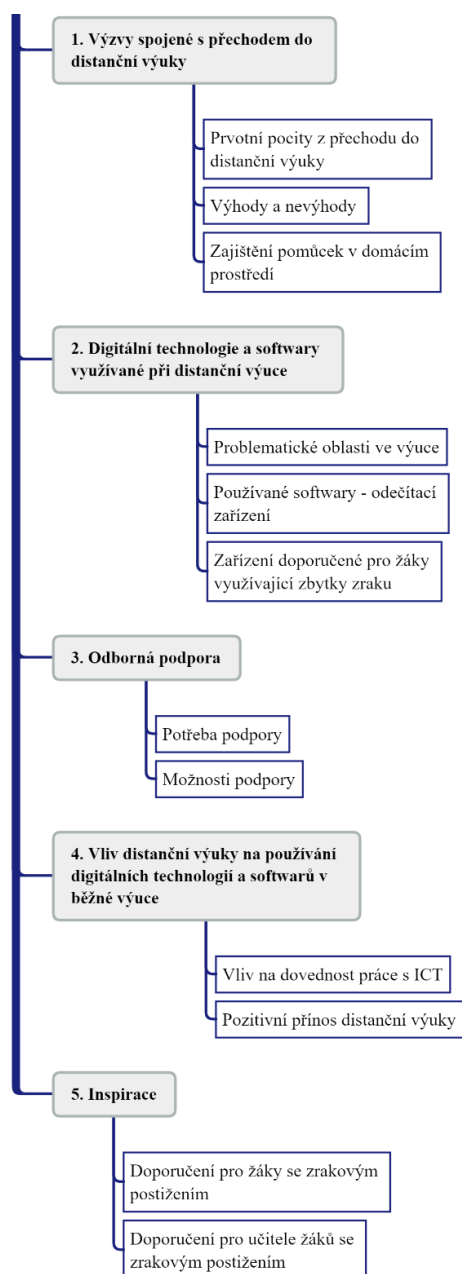 1. Výzvy spojené s přechodem do
distanční výuky
Prvotní pocity z přechodu do
distanční výuky
Výhody a nevýhody
Zajištění pomůcek v domácím
prostředí
2. Digitální technologie a softwary
využívané při distanční výuce
Problematické oblasti ve výuce
Používané softwary - odečítací
zařízení
Zařízení doporučené pro žáky
využívající zbytky zraku
3. Odborná podpora
Potřeba podpory
Možnosti podpory
4. Vliv distanční výuky na používání
digitálních technologií a softwarů v
běžné výuce
Vliv na dovednost práce s ICT
Pozitivní přínos distanční výuky
5. Inspirace
Doporučení pro žáky se zrakovým
postižením
Doporučení pro učitele žáků se
zrakovým postižením